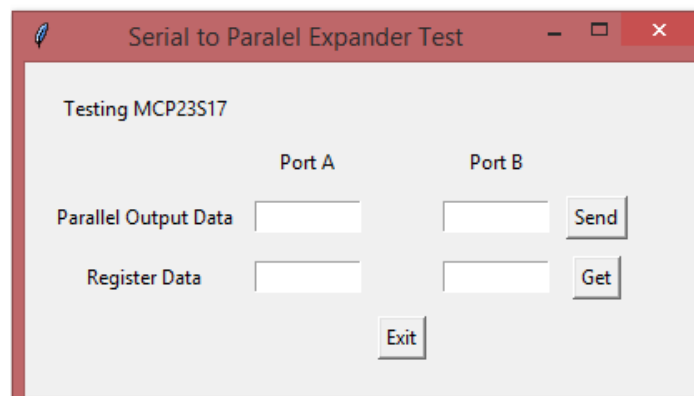 Serial to Paralel Expander Test
Testing MCP23S17
Port A Port B
Parallel Output Data Send
Register Data Get
Exit